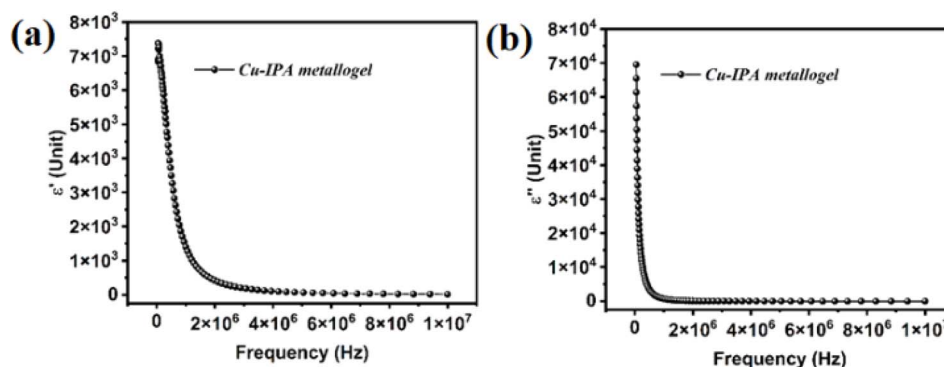 (a)
8×10³
7×10³
6×10³
5×10³
4×10³
3×10³
2×10³
1×10³
0
ε' (Unit)
Cu-IPA metallogel
0 2×10⁶ 4×10⁶ 6×10⁶ 8×10⁶ 1×10⁷
Frequency (Hz)
(b)
8×10⁴
7×10⁴
6×10⁴
5×10⁴
4×10⁴
3×10⁴
2×10⁴
1×10⁴
0
ε'' (Unit)
Cu-IPA metallogel
0 2×10⁶ 4×10⁶ 6×10⁶ 8×10⁶
Frequency (Hz)